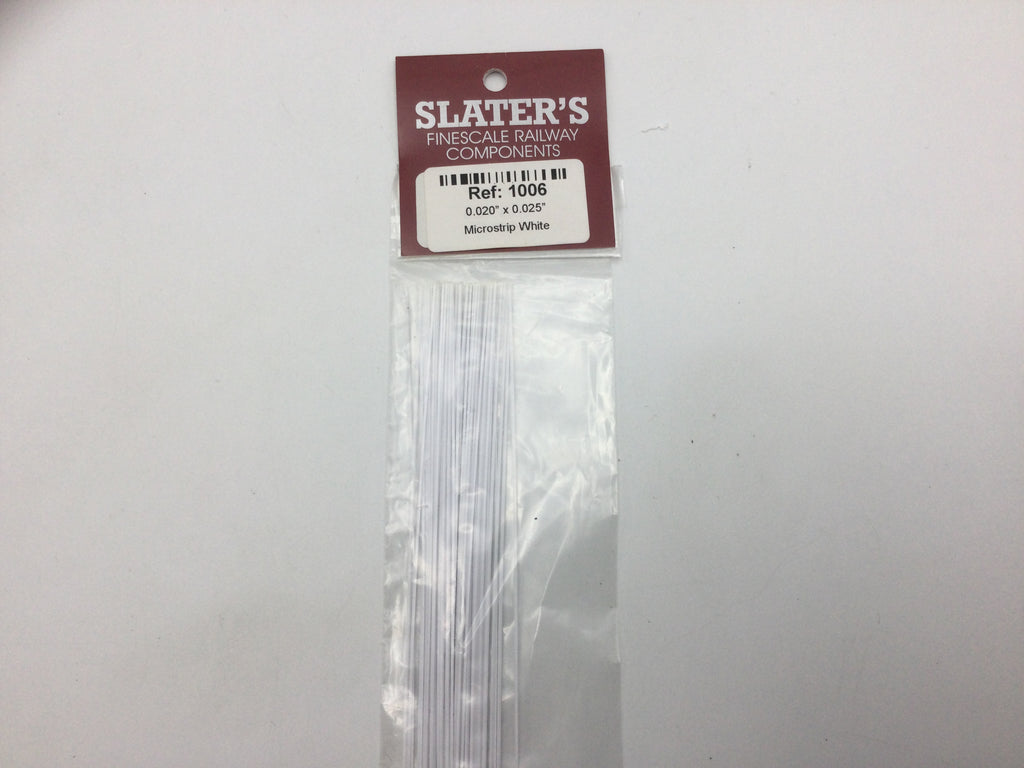 SLATER'S
FINESCALE RAILWAY
COMPONENTS
Ref: 1006
0.020" x 0.025"
Microstrip White